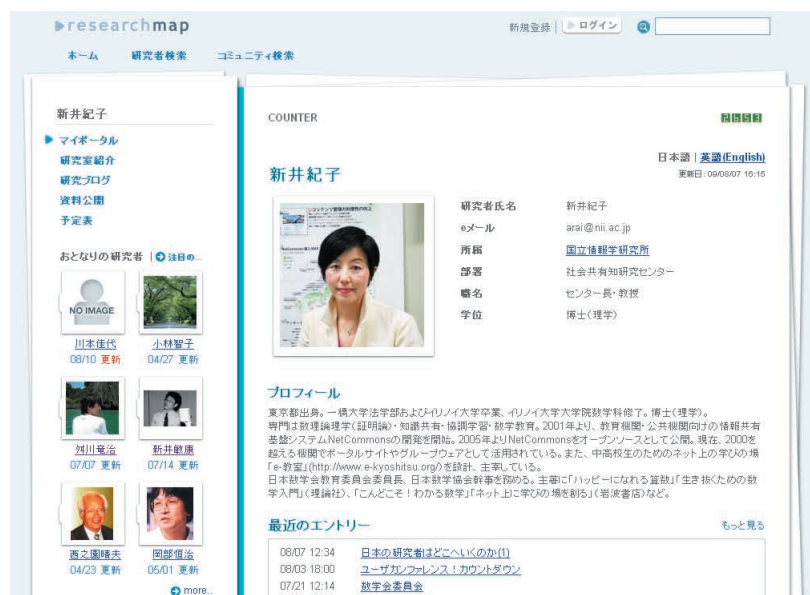 researchmap
新規登録 | ログイン
ホーム 研究者検索 コミュニティ検索
新井紀子
マイポータル
研究室紹介
研究ブログ
資料公開
予定表
おとなりの研究者 | 注目の...
NO IMAGE
川本佳代 小林智子
08/10 更新 04/27 更新
舛川竜治 新井敏康
07/07 更新 07/14 更新
西之園晴夫 岡部恒治
04/23 更新 05/01 更新
more..
COUNTER
日本語 | 英語(English)
更新日: 09/08/07 16:15
新井紀子
研究者氏名 新井紀子
eメール arai@nii.ac.jp
所属 国立情報学研究所
部署 社会共有知研究センター
職名 センター長・教授
学位 博士(理学)
プロフィール
東京都出身。一橋大学法学部およびイリノイ大学卒業、イリノイ大学大学院数学科修了。博士(理学)。
専門は数理論理学(証明論)・知識共有・協調学習・数学教育。2001年より、教育機関・公共機関向けの情報共有
基盤システムNetCommonsの開発を開始。2005年よりNetCommonsをオープンソースとして公開。現在、2000を
超える機関でポータルサイトやグループウェアとして活用されている。また、中高校生のためのネット上の学びの場
「e-教室」(http://www.e-kyoshitsu.org/)を設計、主宰している。
日本数学会教育委員会委員長、日本数学協会幹事を務める。主著に「ハッピーになれる算数」「生き抜くための数
学入門」(理論社)、「こんどこそ!わかる数学」「ネット上に学びの場を創る」(岩波書店)など。
最近のエントリー もっと見る
08/07 12:34 日本の研究者はどこへいくのか(1)
08/03 18:00 ユーザカンファレンス!カウントダウン
07/21 12:14 数学会委員会